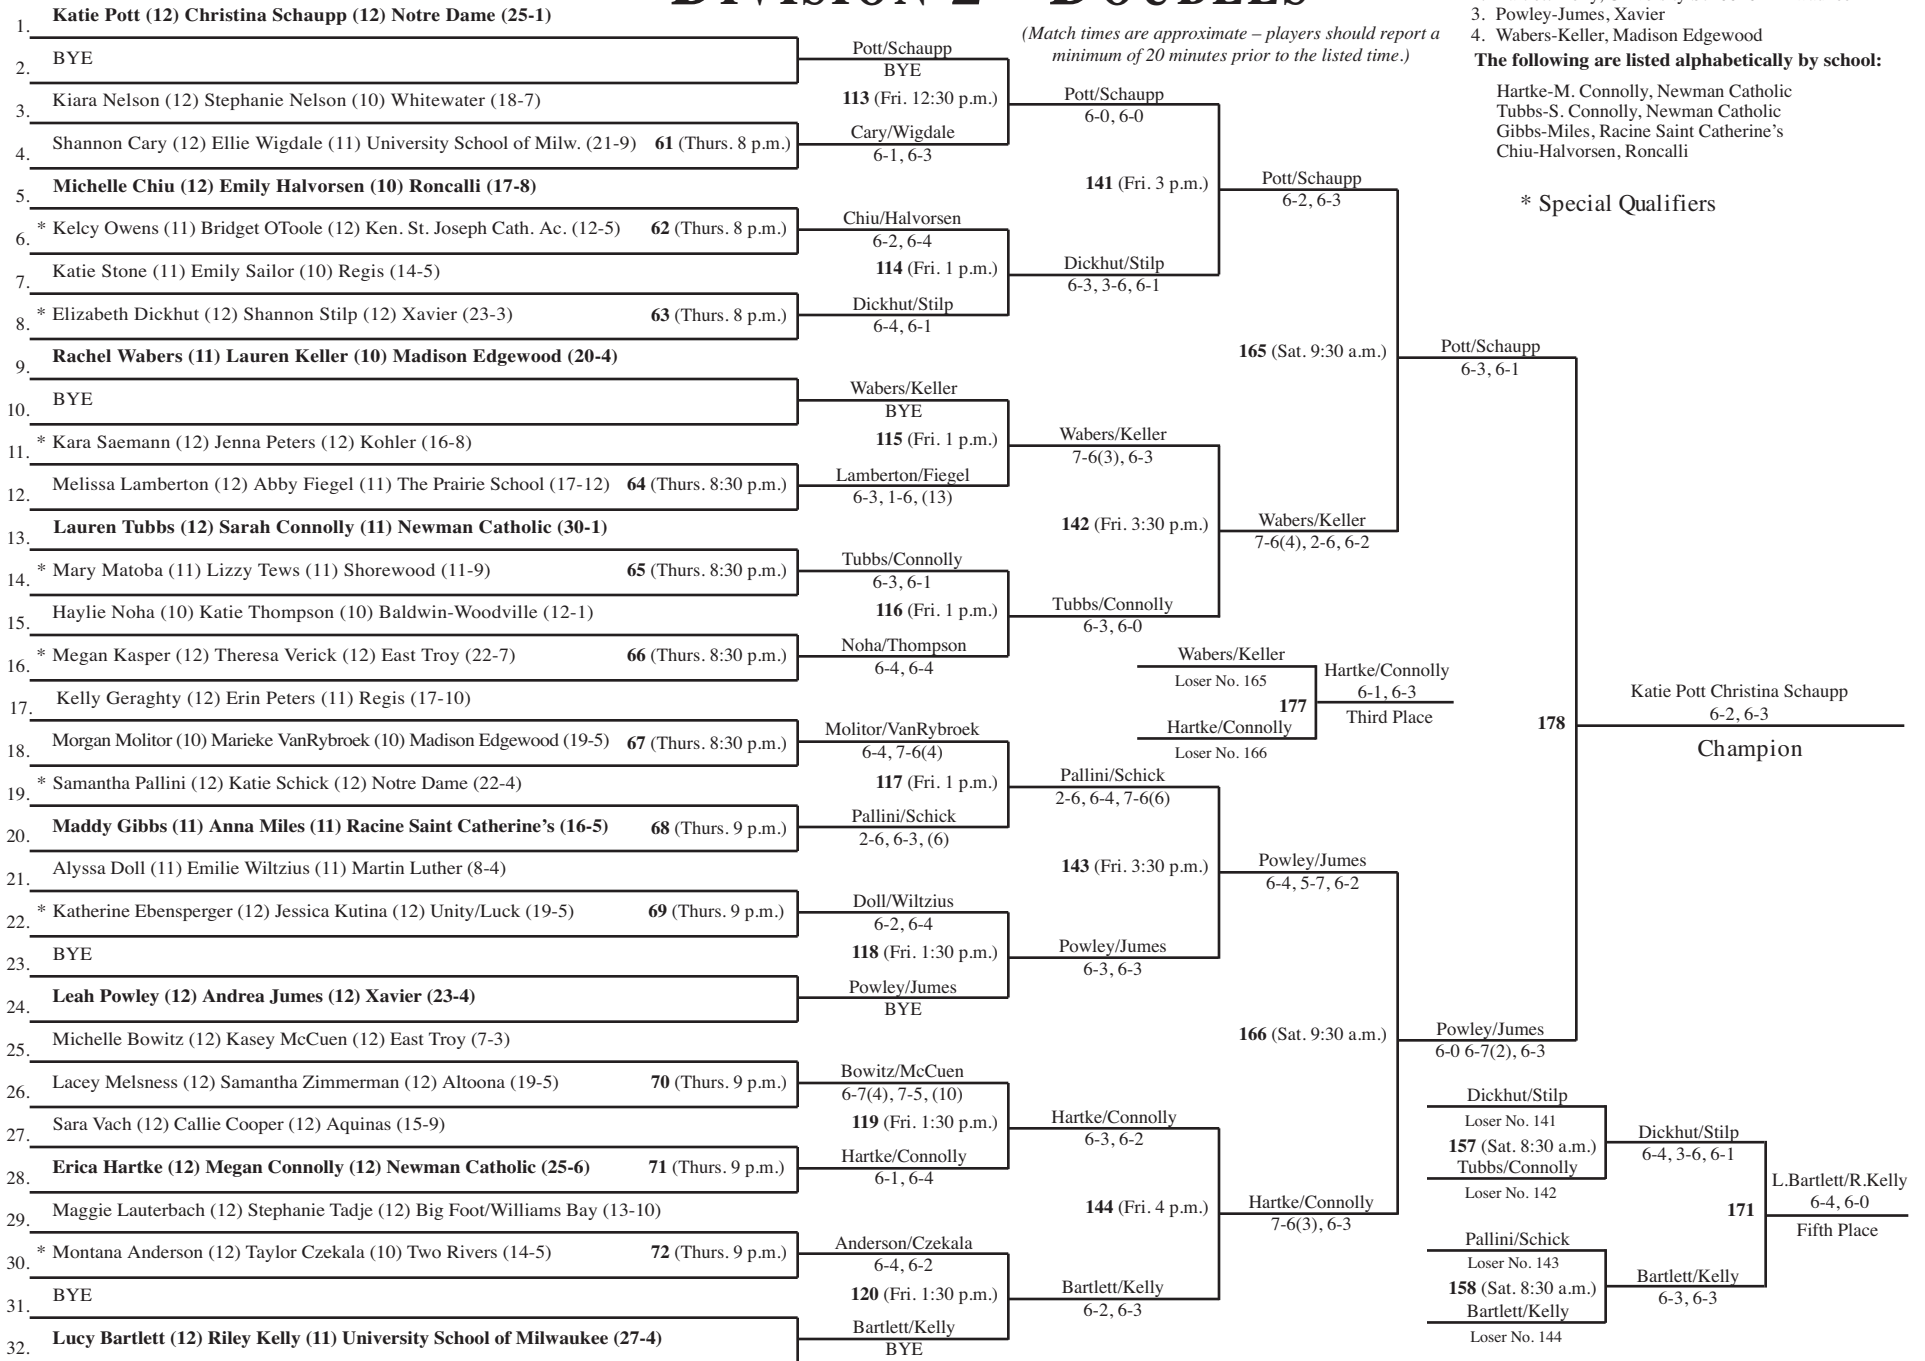 DIVISION 2 – DOUBLES
(Match times are approximate – players should report a
minimum of 20 minutes prior to the listed time.)
3. Powley-Jumes, Xavier
4. Wabers-Keller, Madison Edgewood
The following are listed alphabetically by school:
Hartke-M. Connolly, Newman Catholic
Tubbs-S. Connolly, Newman Catholic
Gibbs-Miles, Racine Saint Catherine's
Chiu-Halvorsen, Roncalli
* Special Qualifiers
1. Katie Pott (12) Christina Schaupp (12) Notre Dame (25-1)
2. BYE
3. Kiara Nelson (12) Stephanie Nelson (10) Whitewater (18-7)
4. Shannon Cary (12) Ellie Wigdale (11) University School of Milw. (21-9) 61 (Thurs. 8 p.m.)
5. Michelle Chiu (12) Emily Halvorsen (10) Roncalli (17-8)
6. * Kelcy Owens (11) Bridget OToole (12) Ken. St. Joseph Cath. Ac. (12-5) 62 (Thurs. 8 p.m.)
7. Katie Stone (11) Emily Sailor (10) Regis (14-5)
8. * Elizabeth Dickhut (12) Shannon Stilp (12) Xavier (23-3) 63 (Thurs. 8 p.m.)
9. Rachel Wabers (11) Lauren Keller (10) Madison Edgewood (20-4)
10. BYE
11. * Kara Saemann (12) Jenna Peters (12) Kohler (16-8)
12. Melissa Lamberton (12) Abby Fiegel (11) The Prairie School (17-12) 64 (Thurs. 8:30 p.m.)
13. Lauren Tubbs (12) Sarah Connolly (11) Newman Catholic (30-1)
14. * Mary Matoba (11) Lizzy Tews (11) Shorewood (11-9) 65 (Thurs. 8:30 p.m.)
15. Haylie Noha (10) Katie Thompson (10) Baldwin-Woodville (12-1)
16. * Megan Kasper (12) Theresa Verick (12) East Troy (22-7) 66 (Thurs. 8:30 p.m.)
17. Kelly Geraghty (12) Erin Peters (11) Regis (17-10)
18. Morgan Molitor (10) Marieke VanRybroek (10) Madison Edgewood (19-5) 67 (Thurs. 8:30 p.m.)
19. * Samantha Pallini (12) Katie Schick (12) Notre Dame (22-4)
20. Maddy Gibbs (11) Anna Miles (11) Racine Saint Catherine's (16-5) 68 (Thurs. 9 p.m.)
21. Alyssa Doll (11) Emilie Wiltzius (11) Martin Luther (8-4)
22. * Katherine Ebensperger (12) Jessica Kutina (12) Unity/Luck (19-5) 69 (Thurs. 9 p.m.)
23. BYE
24. Leah Powley (12) Andrea Jumes (12) Xavier (23-4)
25. Michelle Bowitz (12) Kasey McCuen (12) East Troy (7-3)
26. Lacey Melsness (12) Samantha Zimmerman (12) Altoona (19-5) 70 (Thurs. 9 p.m.)
27. Sara Vach (12) Callie Cooper (12) Aquinas (15-9)
28. Erica Hartke (12) Megan Connolly (12) Newman Catholic (25-6) 71 (Thurs. 9 p.m.)
29. Maggie Lauterbach (12) Stephanie Tadje (12) Big Foot/Williams Bay (13-10)
30. * Montana Anderson (12) Taylor Czekala (10) Two Rivers (14-5) 72 (Thurs. 9 p.m.)
31. BYE
32. Lucy Bartlett (12) Riley Kelly (11) University School of Milwaukee (27-4)
Pott/Schaupp
BYE
113 (Fri. 12:30 p.m.)
Cary/Wigdale
6-1, 6-3
Chiu/Halvorsen
6-2, 6-4
114 (Fri. 1 p.m.)
Dickhut/Stilp
6-4, 6-1
Wabers/Keller
BYE
115 (Fri. 1 p.m.)
Lamberton/Fiegel
6-3, 1-6, (13)
Tubbs/Connolly
6-3, 6-1
116 (Fri. 1 p.m.)
Noha/Thompson
6-4, 6-4
Molitor/VanRybroek
6-4, 7-6(4)
117 (Fri. 1 p.m.)
Pallini/Schick
2-6, 6-3, (6)
Doll/Wiltzius
6-2, 6-4
118 (Fri. 1:30 p.m.)
Powley/Jumes
BYE
Bowitz/McCuen
6-7(4), 7-5, (10)
119 (Fri. 1:30 p.m.)
Hartke/Connolly
6-1, 6-4
Anderson/Czekala
6-4, 6-2
120 (Fri. 1:30 p.m.)
Bartlett/Kelly
BYE
Pott/Schaupp
6-0, 6-0
141 (Fri. 3 p.m.)
Dickhut/Stilp
6-3, 3-6, 6-1
Wabers/Keller
7-6(3), 6-3
142 (Fri. 3:30 p.m.)
Tubbs/Connolly
6-3, 6-0
Pallini/Schick
2-6, 6-4, 7-6(6)
143 (Fri. 3:30 p.m.)
Powley/Jumes
6-3, 6-3
Hartke/Connolly
6-3, 6-2
144 (Fri. 4 p.m.)
Bartlett/Kelly
6-2, 6-3
Pott/Schaupp
6-2, 6-3
165 (Sat. 9:30 a.m.)
Wabers/Keller
7-6(4), 2-6, 6-2
Powley/Jumes
6-4, 5-7, 6-2
166 (Sat. 9:30 a.m.)
Hartke/Connolly
7-6(3), 6-3
Pott/Schaupp
6-3, 6-1
178
Powley/Jumes
6-0 6-7(2), 6-3
Katie Pott Christina Schaupp
6-2, 6-3
Champion
Wabers/Keller
Loser No. 165
177
Hartke/Connolly
Loser No. 166
Hartke/Connolly
6-1, 6-3
Third Place
Dickhut/Stilp
Loser No. 141
157 (Sat. 8:30 a.m.)
Tubbs/Connolly
Loser No. 142
Dickhut/Stilp
6-4, 3-6, 6-1
171
Pallini/Schick
Loser No. 143
158 (Sat. 8:30 a.m.)
Bartlett/Kelly
Loser No. 144
Bartlett/Kelly
6-3, 6-3
L.Bartlett/R.Kelly
6-4, 6-0
Fifth Place